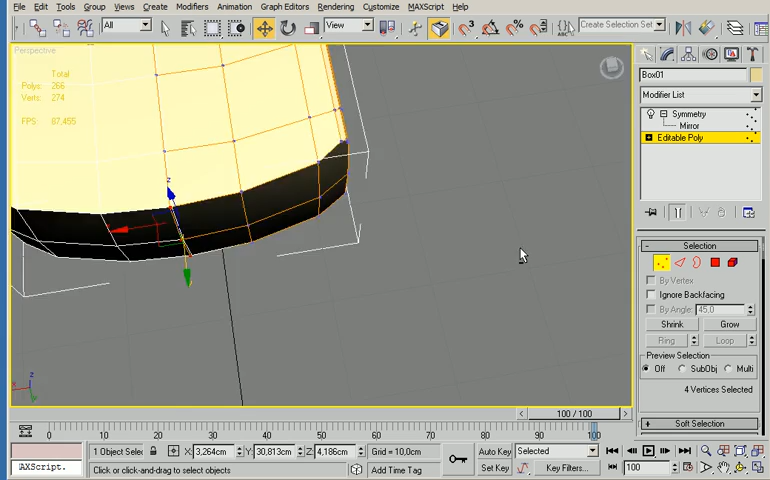 File Edit Tools Group Views Create Modifiers Animation Graph Editors Rendering Customize MAXScript Help
All View Create Selection Set
Perspective
Total
Polys: 266
Verts: 274
FPS: 87,455
z
Box01
Modifier List
Symmetry
Mirror
Editable Poly
- Selection
By Vertex
Ignore Backfacing
By Angle: 45,0
Shrink Grow
Ring Loop
Preview Selection
Off SubObj Multi
4 Vertices Selected
+ Soft Selection
z
x
y
< 100 / 100 >
0 10 20 30 40 50 60 70 80 90 100
1 Object Selec X: 3,264cm Y: 30,813cm Z: 4,186cm Grid = 10,0cm Auto Key Selected
'AXScript. Click or click-and-drag to select objects Add Time Tag Set Key Key Filters... 100